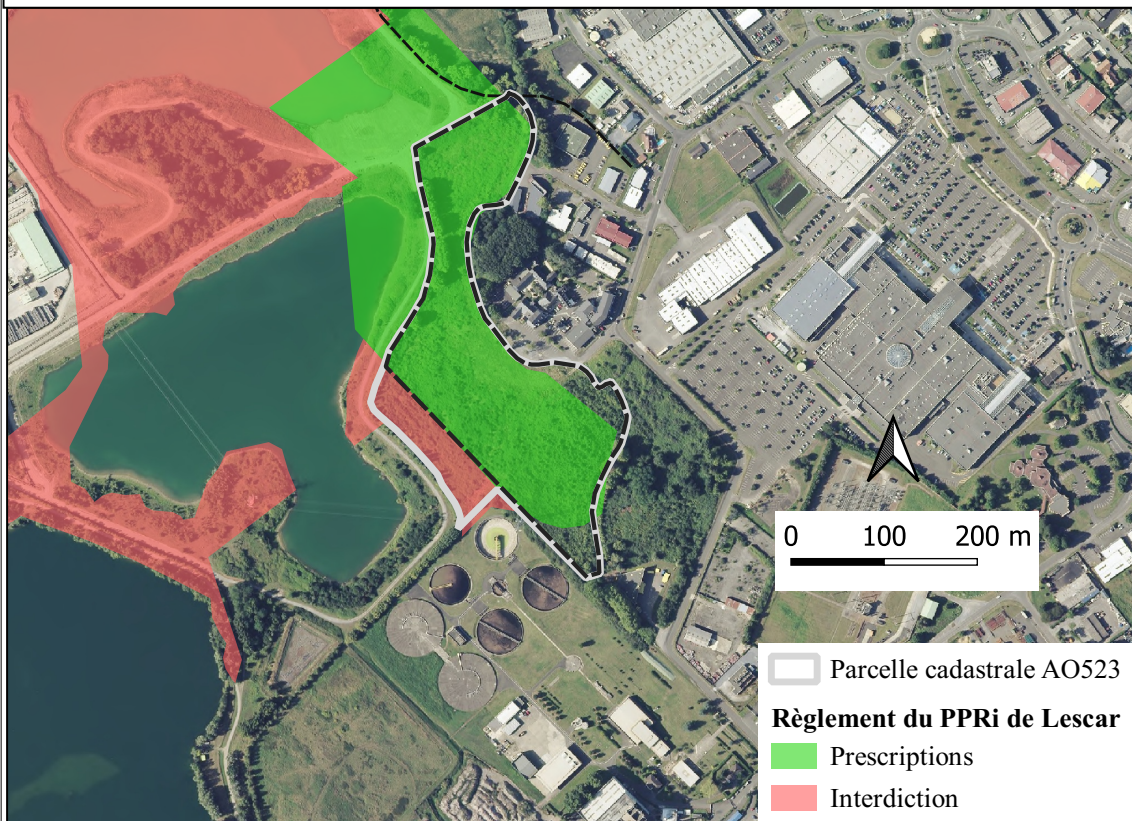 0 100 200 m
Parcelle cadastrale AO523
Règlement du PPRi de Lescar
Prescriptions
Interdiction